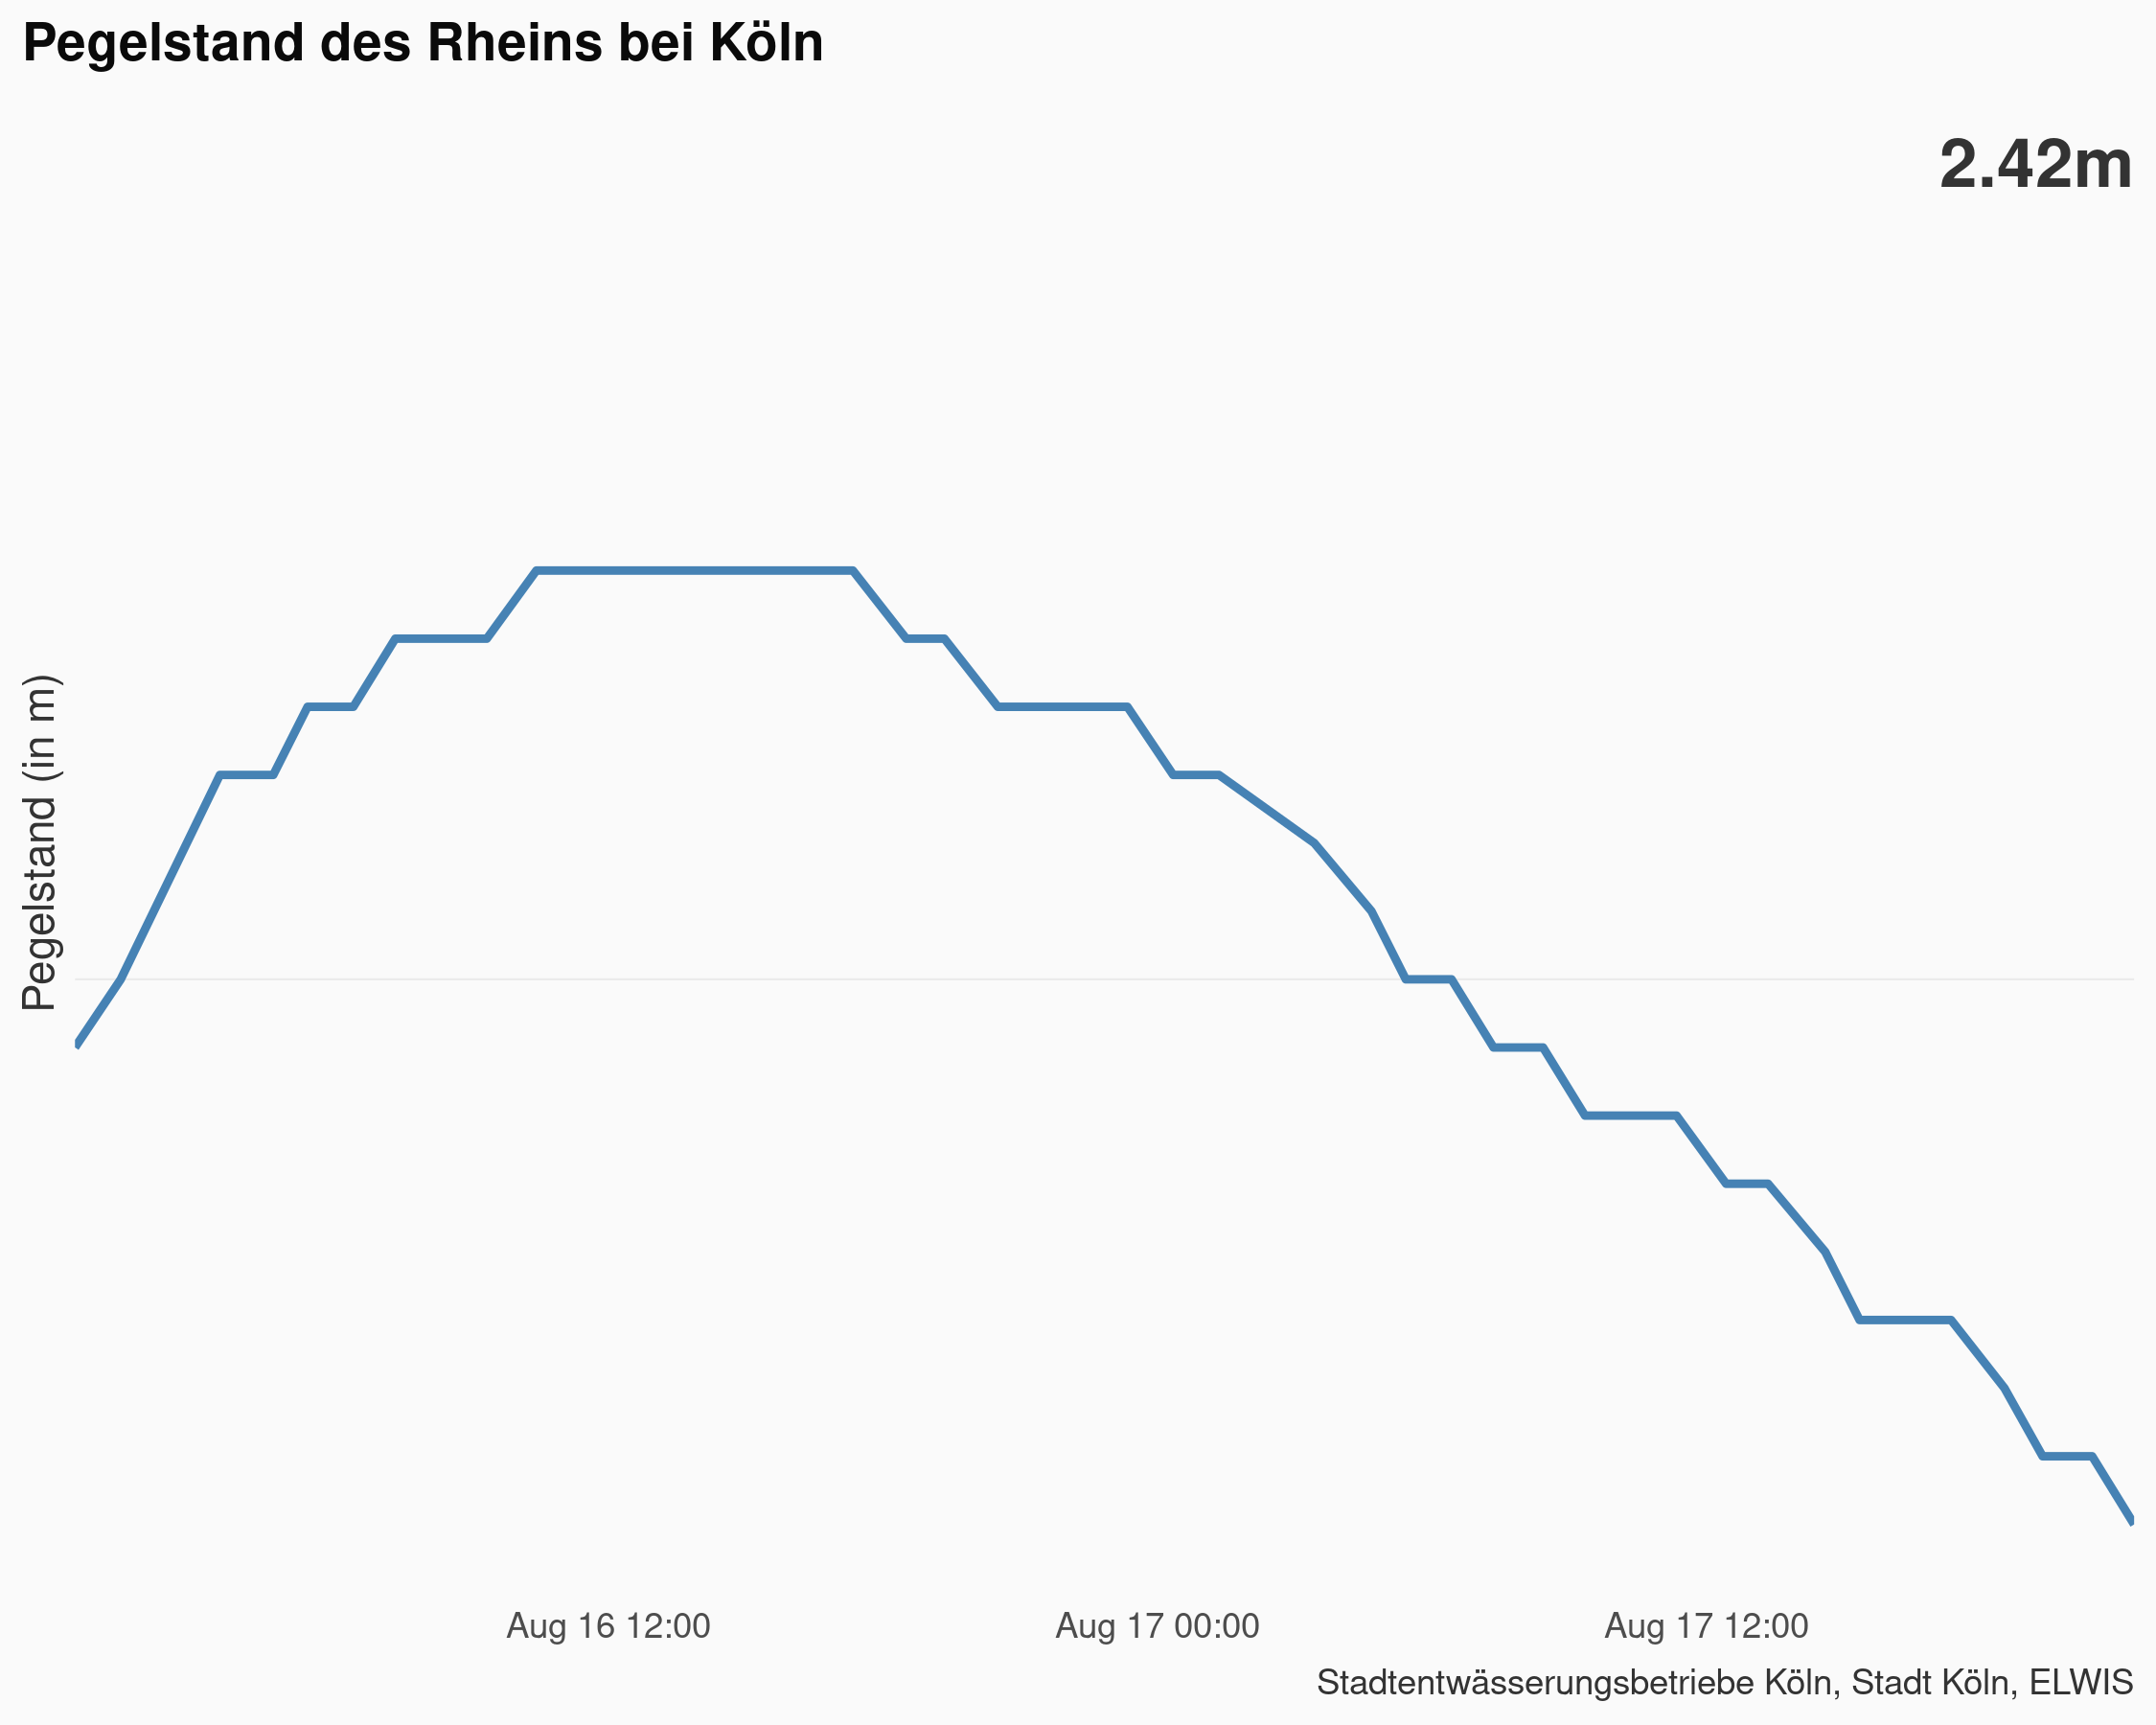 Pegelstand des Rheins bei Köln
2.42m
Pegelstand (in m)
Aug 16 12:00
Aug 17 00:00
Aug 17 12:00
Stadtentwässerungsbetriebe Köln, Stadt Köln, ELWIS